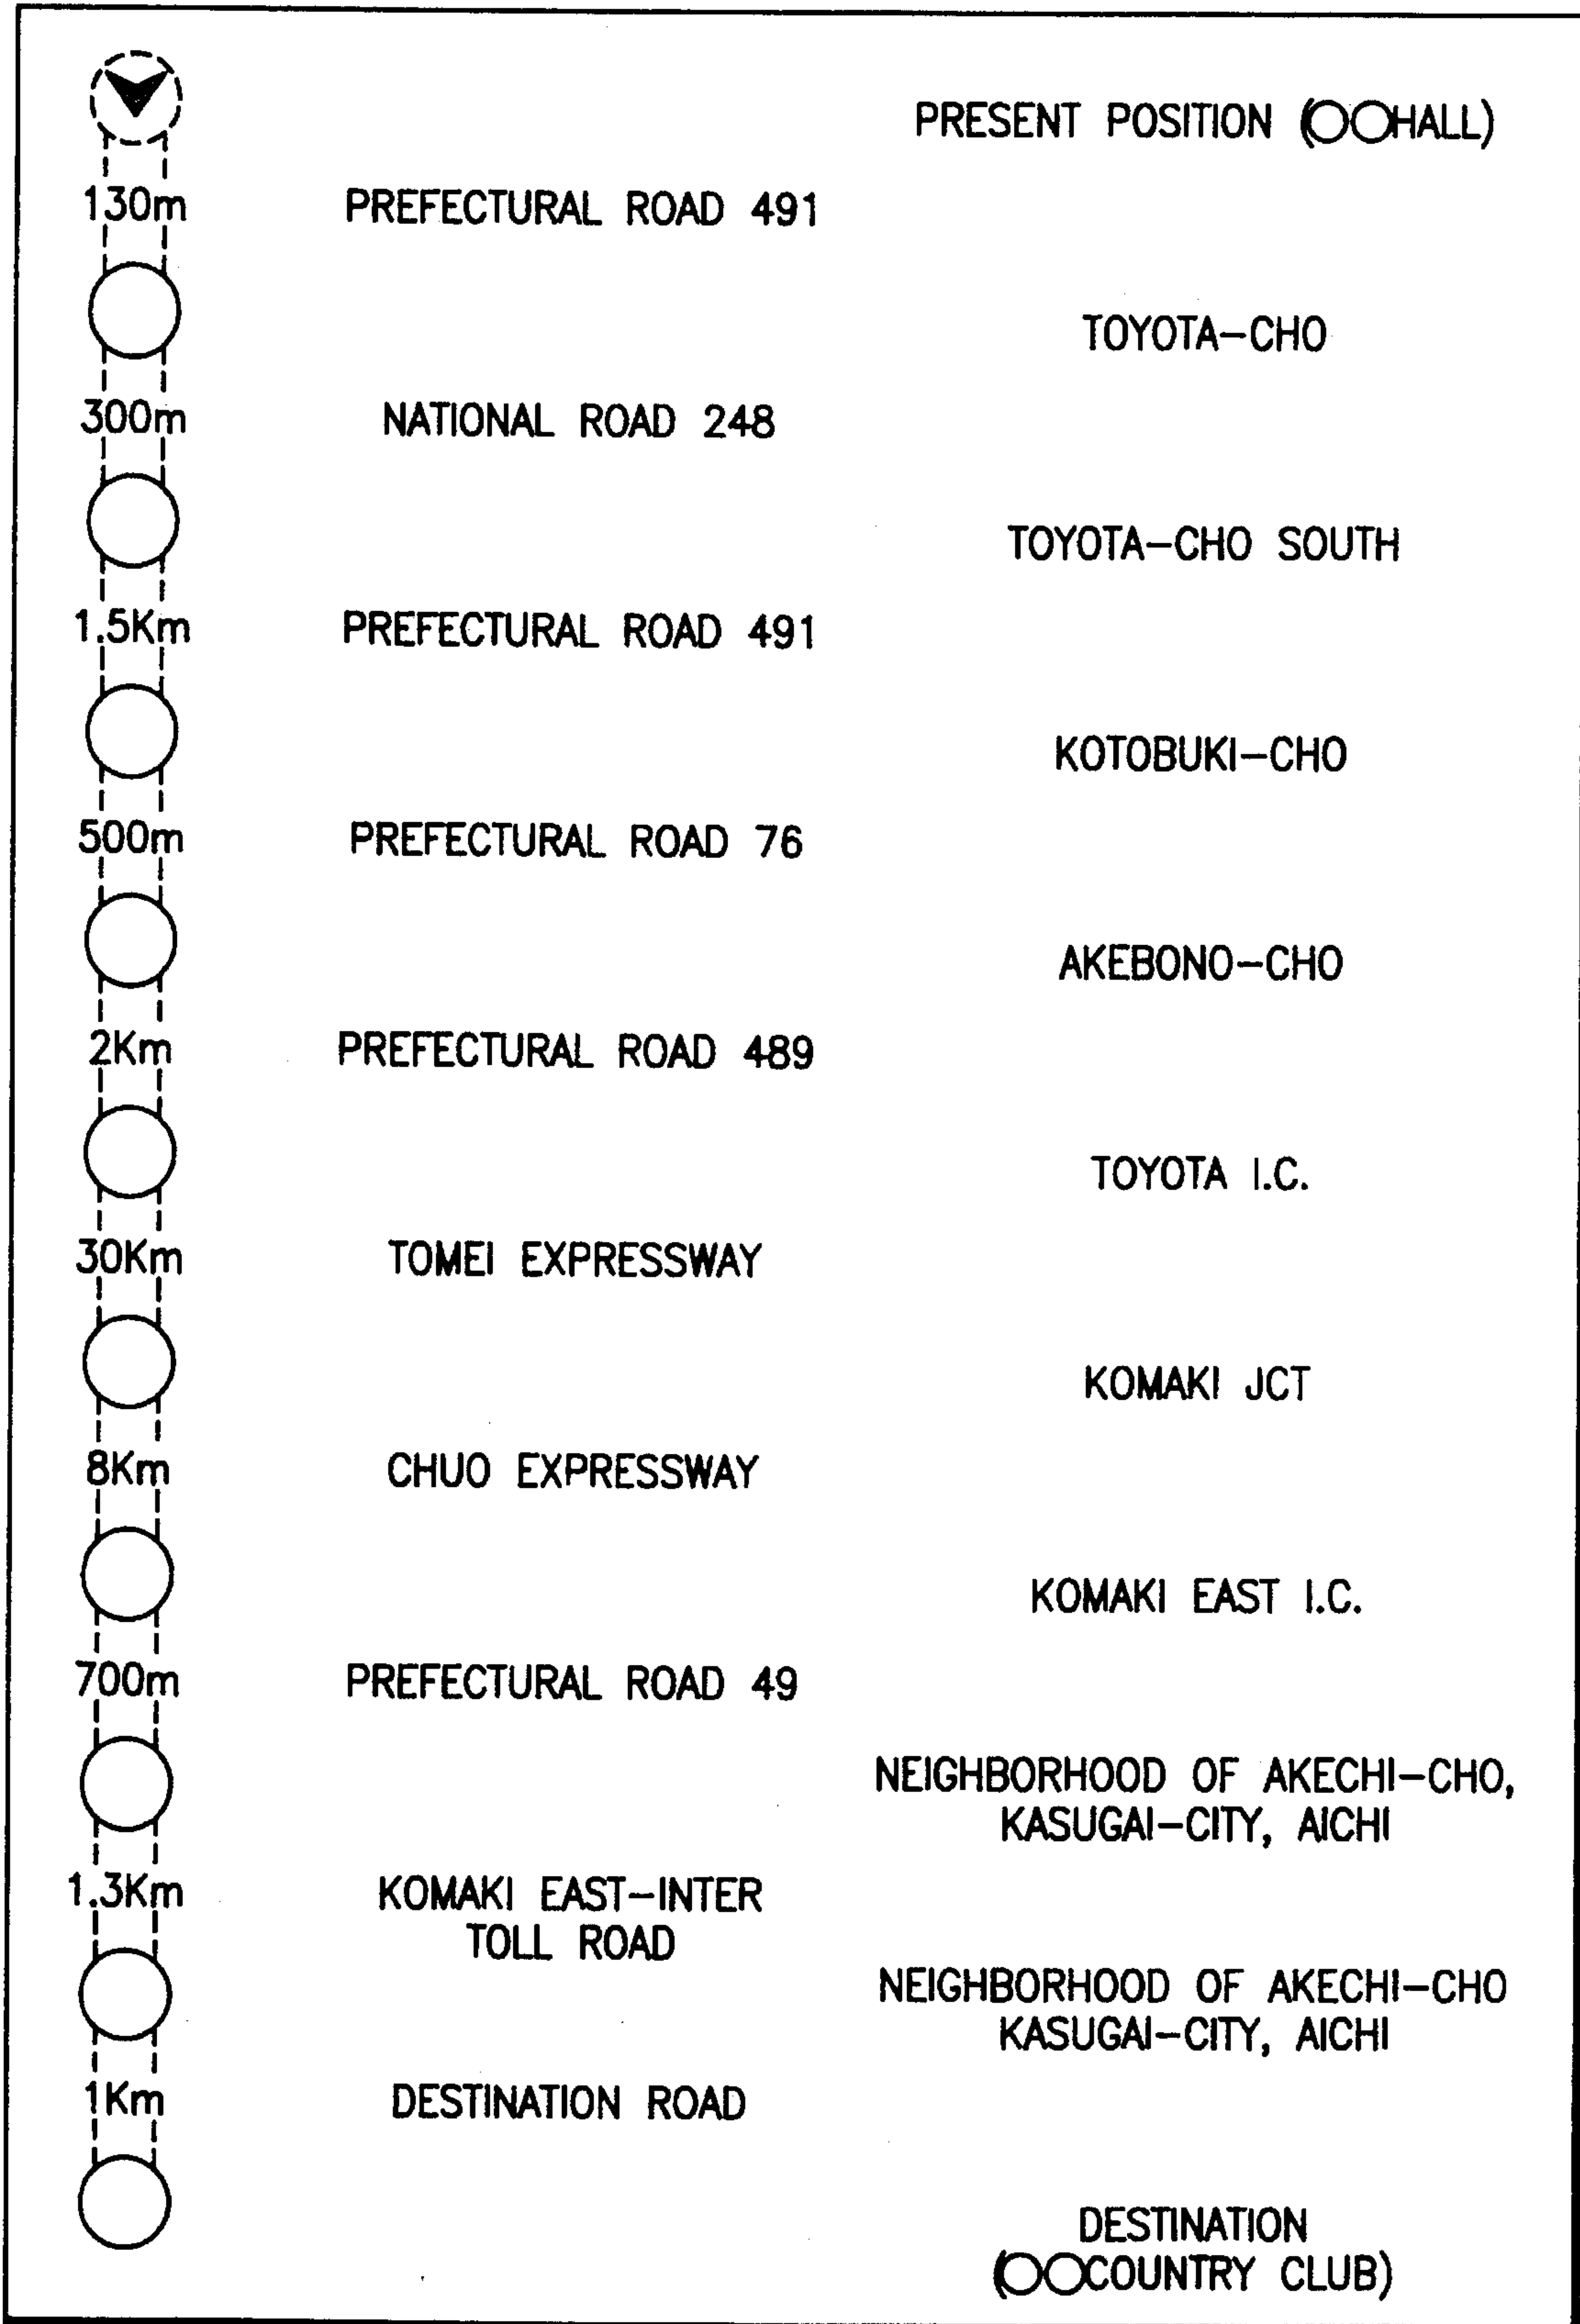 PRESENT POSITION (○○HALL)
130m PREFECTURAL ROAD 491
TOYOTA-CHO
300m NATIONAL ROAD 248
TOYOTA-CHO SOUTH
1.5Km PREFECTURAL ROAD 491
KOTOBUKI-CHO
500m PREFECTURAL ROAD 76
AKEBONO-CHO
2Km PREFECTURAL ROAD 489
TOYOTA I.C.
30Km TOMEI EXPRESSWAY
KOMAKI JCT
8Km CHUO EXPRESSWAY
KOMAKI EAST I.C.
700m PREFECTURAL ROAD 49
NEIGHBORHOOD OF AKECHI-CHO,
KASUGAI-CITY, AICHI
1.3Km KOMAKI EAST-INTER
TOLL ROAD
NEIGHBORHOOD OF AKECHI-CHO
KASUGAI-CITY, AICHI
1Km DESTINATION ROAD
DESTINATION
(○○COUNTRY CLUB)